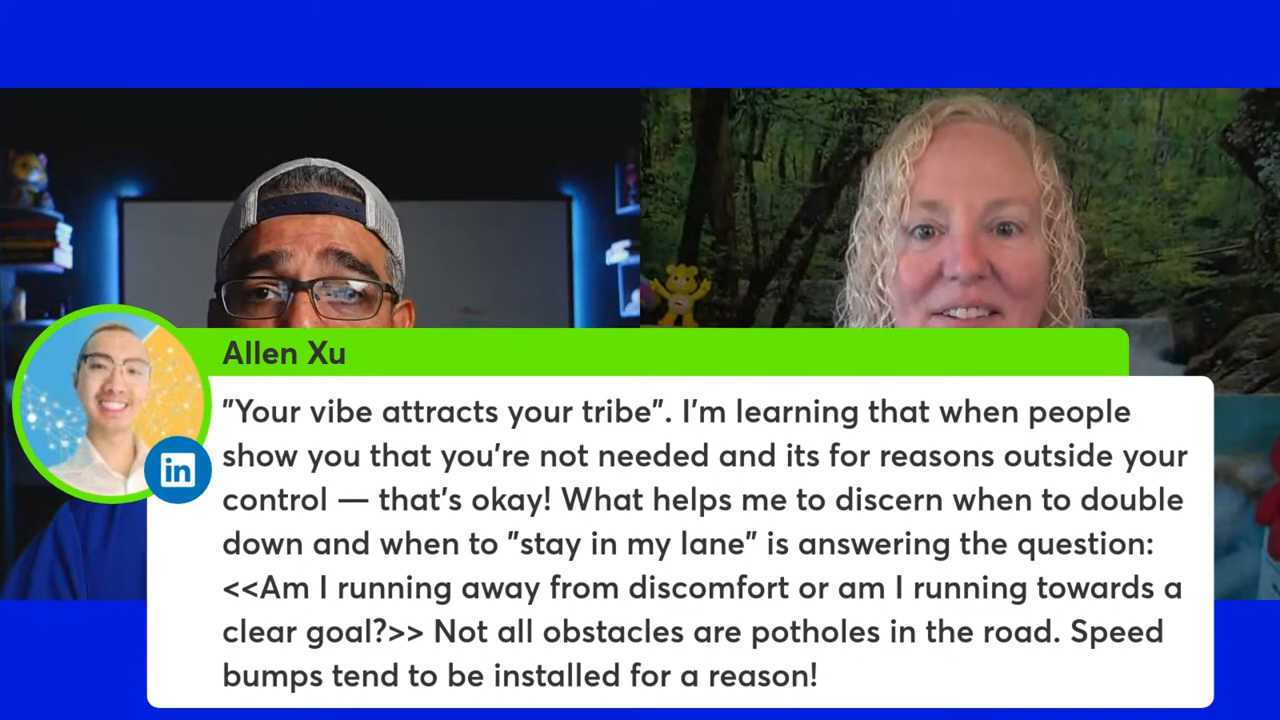 Allen Xu
"Your vibe attracts your tribe". I'm learning that when people
show you that you're not needed and its for reasons outside your
control — that's okay! What helps me to discern when to double
down and when to "stay in my lane" is answering the question:
<<Am I running away from discomfort or am I running towards a
clear goal?>> Not all obstacles are potholes in the road. Speed
bumps tend to be installed for a reason!
in